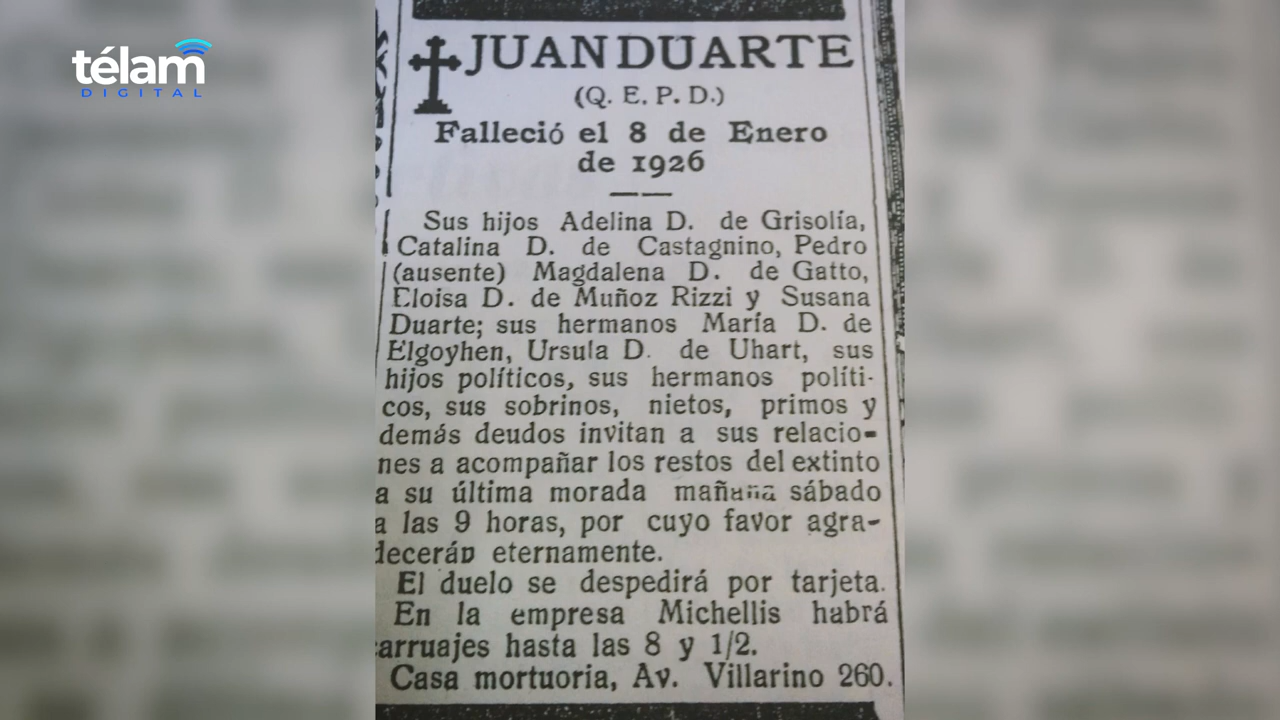 télam
DIGITAL
JUAN DUARTE
(Q. E. P. D.)
Falleció el 8 de Enero
de 1926
Sus hijos Adelina D. de Grisolía,
Catalina D. de Castagnino, Pedro
(ausente) Magdalena D. de Gatto,
Eloisa D. de Muñoz Rizzi y Susana
Duarte; sus hermanos María D. de
Elgoyhen, Ursula D. de Uhart, sus
hijos políticos, sus hermanos políti-
cos, sus sobrinos, nietos, primos y
demás deudos invitan a sus relacio-
nes a acompañar los restos del extinto
a su última morada mañana sábado
a las 9 horas, por cuyo favor agra-
decerán eternamente.
El duelo se despedirá por tarjeta.
En la empresa Michellis habrá
carruajes hasta las 8 y 1/2.
Casa mortuoria, Av. Villarino 260.